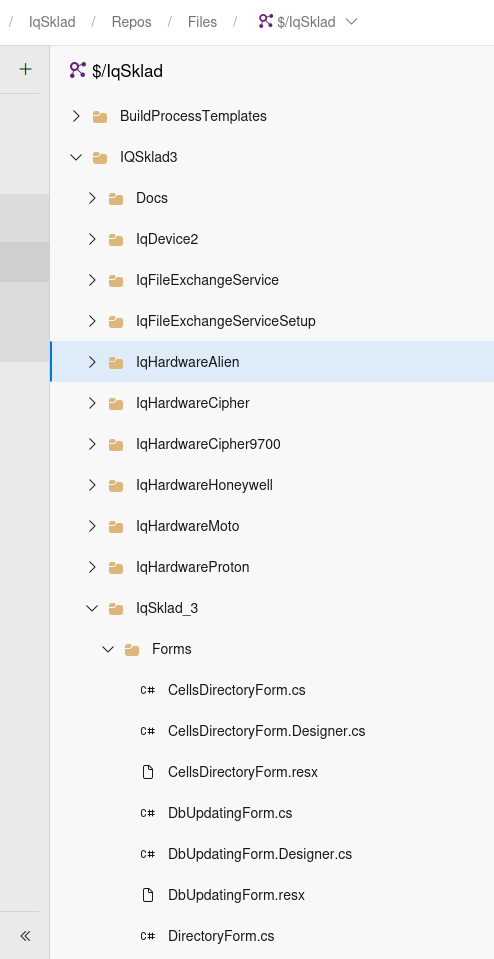 / IqSklad / Repos / Files / $/IqSklad
$/IqSklad
BuildProcessTemplates
IQSklad3
Docs
IqDevice2
IqFileExchangeService
IqFileExchangeServiceSetup
IqHardwareAlien
IqHardwareCipher
IqHardwareCipher9700
IqHardwareHoneywell
IqHardwareMoto
IqHardwareProton
IqSklad_3
Forms
C# CellsDirectoryForm.cs
C# CellsDirectoryForm.Designer.cs
CellsDirectoryForm.resx
C# DbUpdatingForm.cs
C# DbUpdatingForm.Designer.cs
DbUpdatingForm.resx
C# DirectoryForm.cs